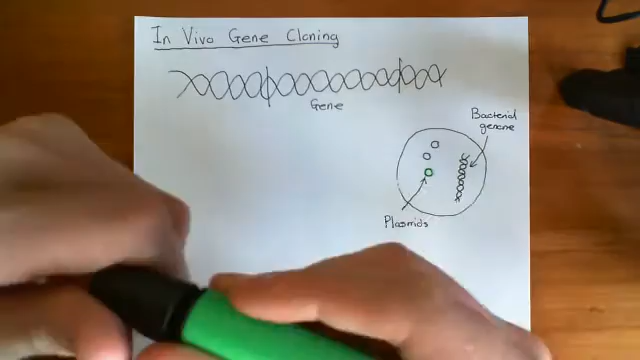 In Vivo Gene Cloning
Gene
Bacterial
genome
Plasmids